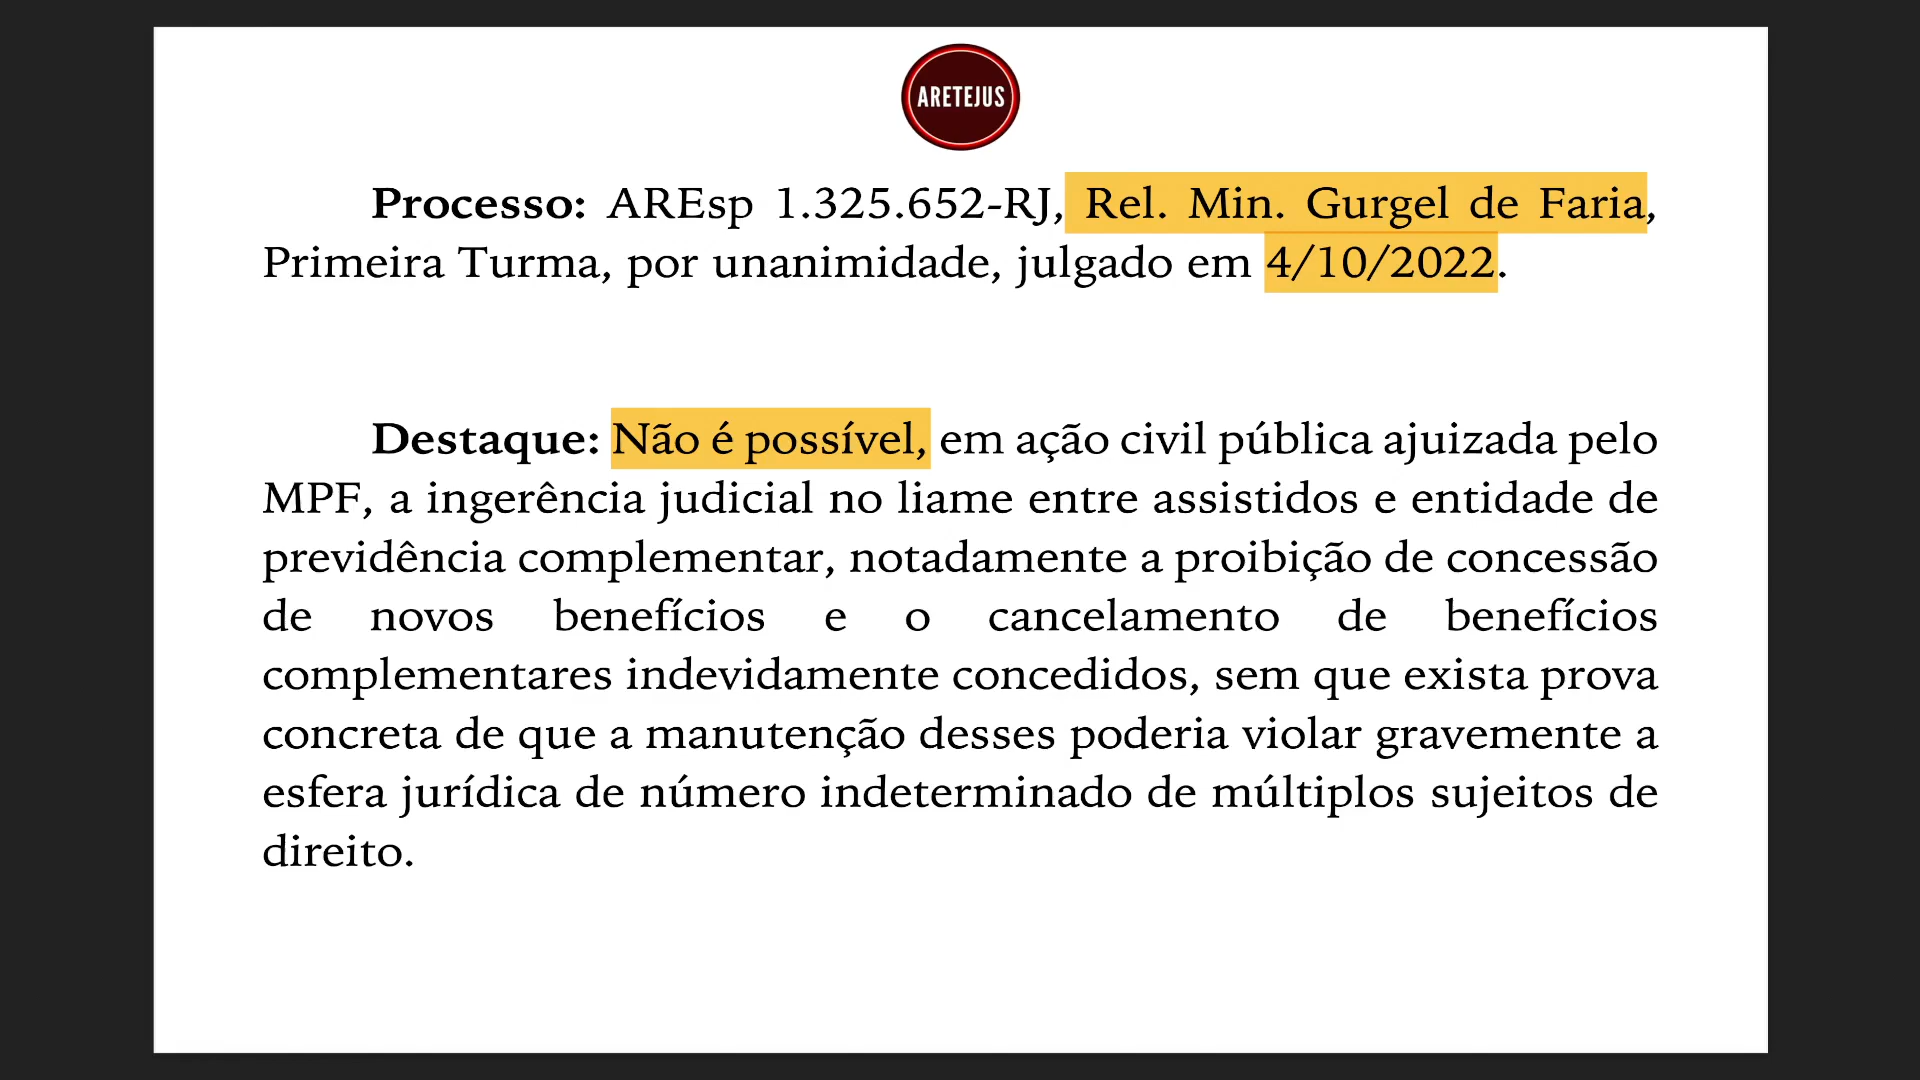 ARETEJUS
Processo: AREsp 1.325.652-RJ, Rel. Min. Gurgel de Faria,
Primeira Turma, por unanimidade, julgado em 4/10/2022.
Destaque: Não é possível, em ação civil pública ajuizada pelo
MPF, a ingerência judicial no liame entre assistidos e entidade de
previdência complementar, notadamente a proibição de concessão
de novos benefícios e o cancelamento de benefícios
complementares indevidamente concedidos, sem que exista prova
concreta de que a manutenção desses poderia violar gravemente a
esfera jurídica de número indeterminado de múltiplos sujeitos de
direito.